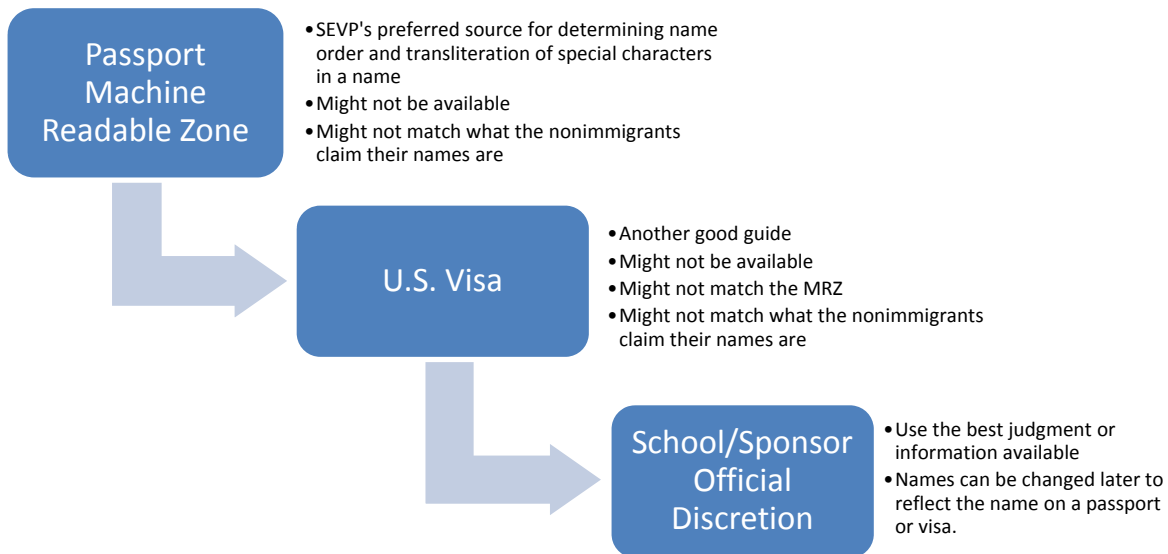 Passport
Machine
Readable Zone
•SEVP's preferred source for determining name
order and transliteration of special characters
in a name
•Might not be available
•Might not match what the nonimmigrants
claim their names are
U.S. Visa
•Another good guide
•Might not be available
•Might not match the MRZ
•Might not match what the nonimmigrants
claim their names are
School/Sponsor
Official
Discretion
•Use the best judgment or
information available
•Names can be changed later to
reflect the name on a passport
or visa.